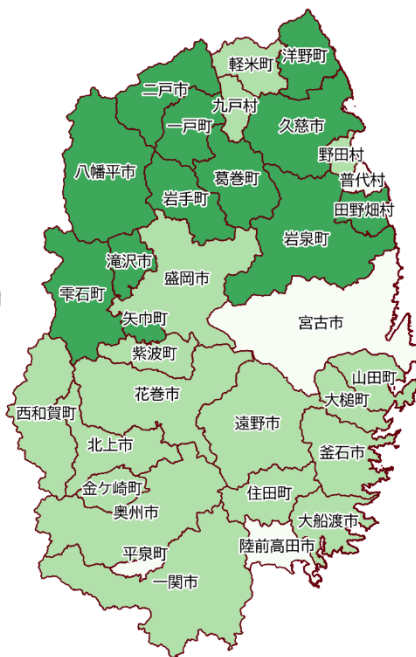 洋野町
軽米町
二戸市
九戸村
一戸町
久慈市
野田村
八幡平市
葛巻町
普代村
岩手町
田野畑村
岩泉町
滝沢市
盛岡市
雫石町
矢巾町
宮古市
紫波町
山田町
花巻市
大槌町
西和賀町
遠野市
北上市
釜石市
金ケ崎町
住田町
奥州市
大船渡市
平泉町
陸前高田市
一関市